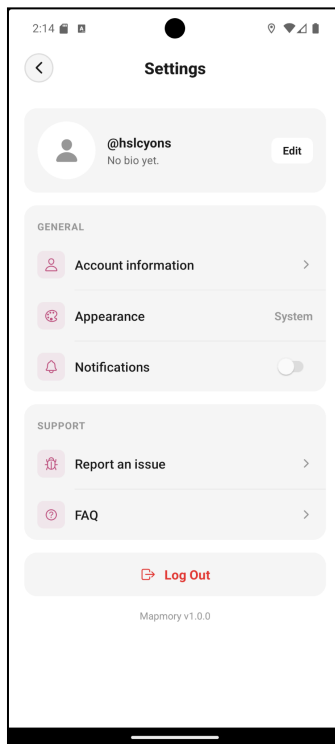 2:14
Settings
@hslcyons
No bio yet.
Edit
GENERAL
Account information
Appearance
System
Notifications
SUPPORT
Report an issue
FAQ
Log Out
Mapmory v1.0.0